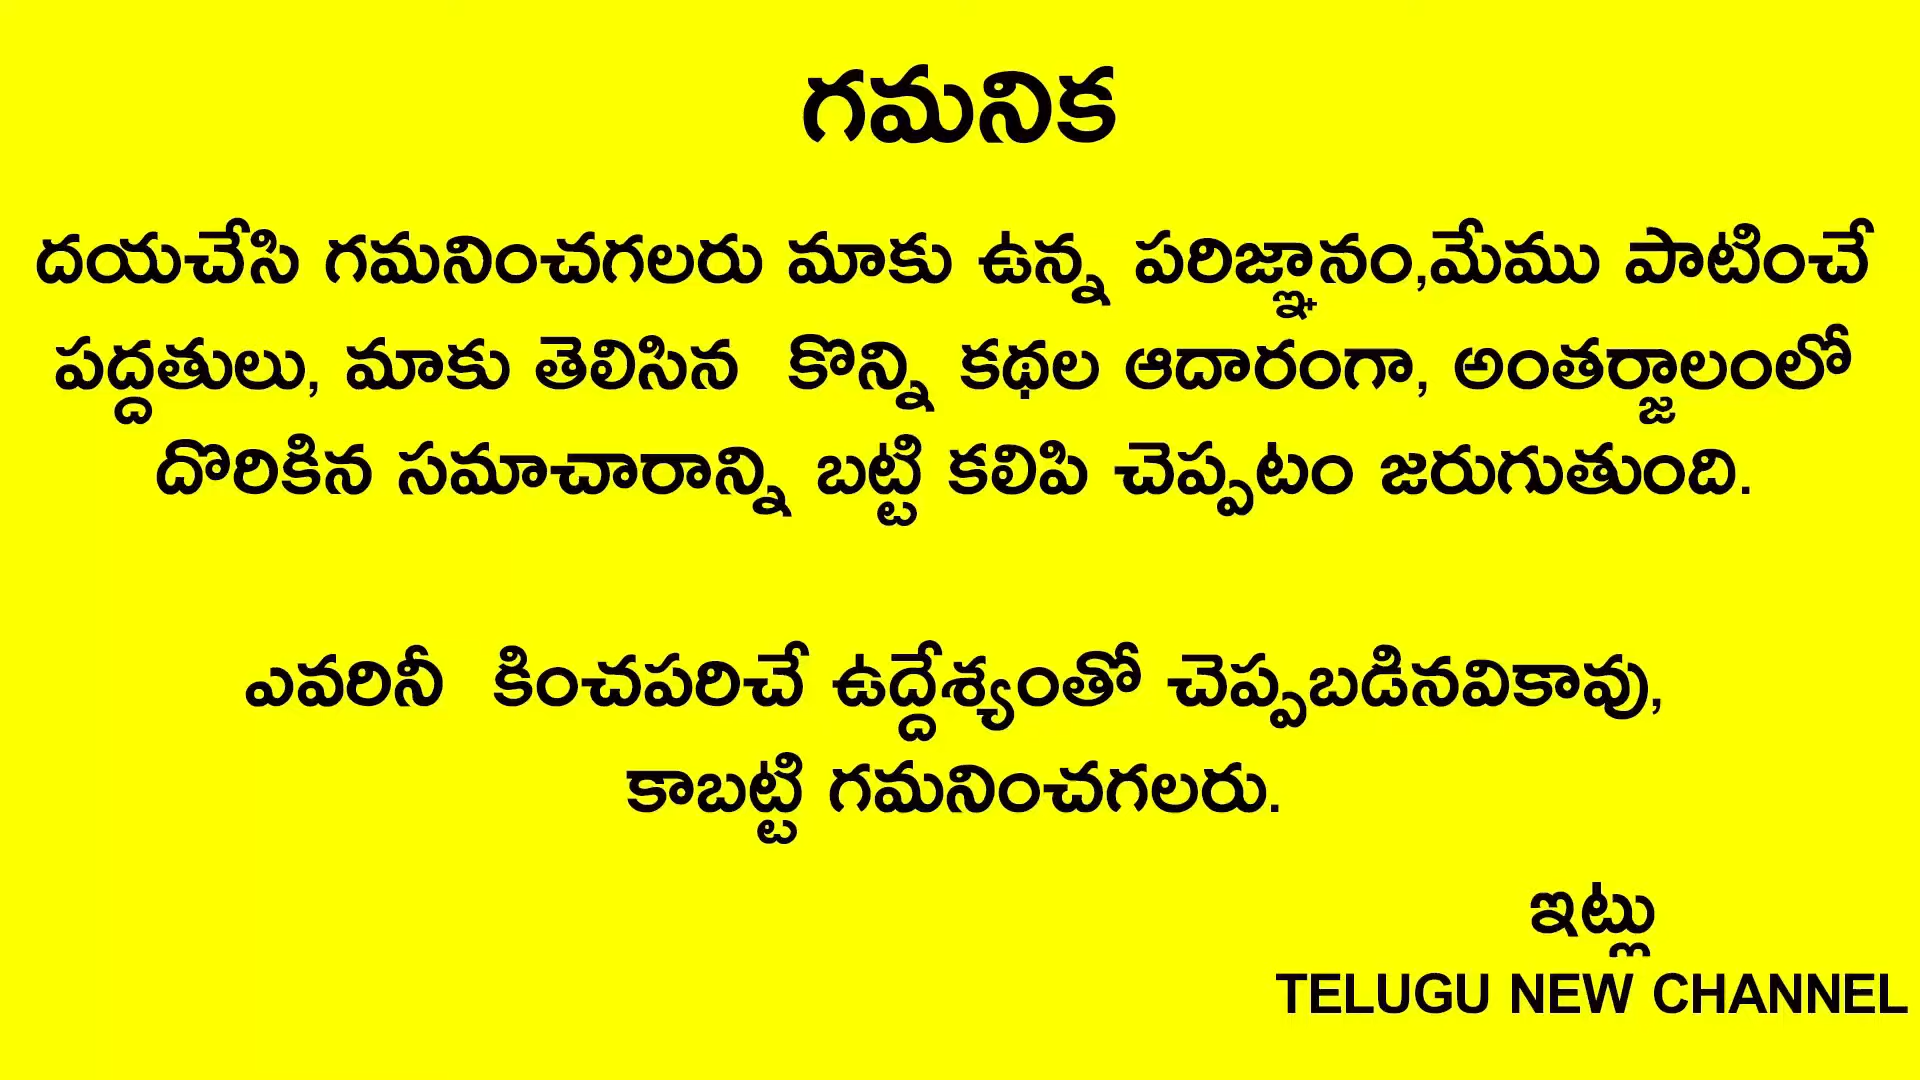 గమనిక
దయచేసి గమనించగలరు మాకు ఉన్న పరిజ్ఞానం,మేము పాటించే
పద్దతులు, మాకు తెలిసిన కొన్ని కథల ఆదారంగా, అంతర్జాలంలో
దొరికిన సమాచారాన్ని బట్టి కలిపి చెప్పటం జరుగుతుంది.
ఎవరినీ కించపరిచే ఉద్దేశ్యంతో చెప్పబడినవికావు,
కాబట్టి గమనించగలరు.
ఇట్లు
TELUGU NEW CHANNEL